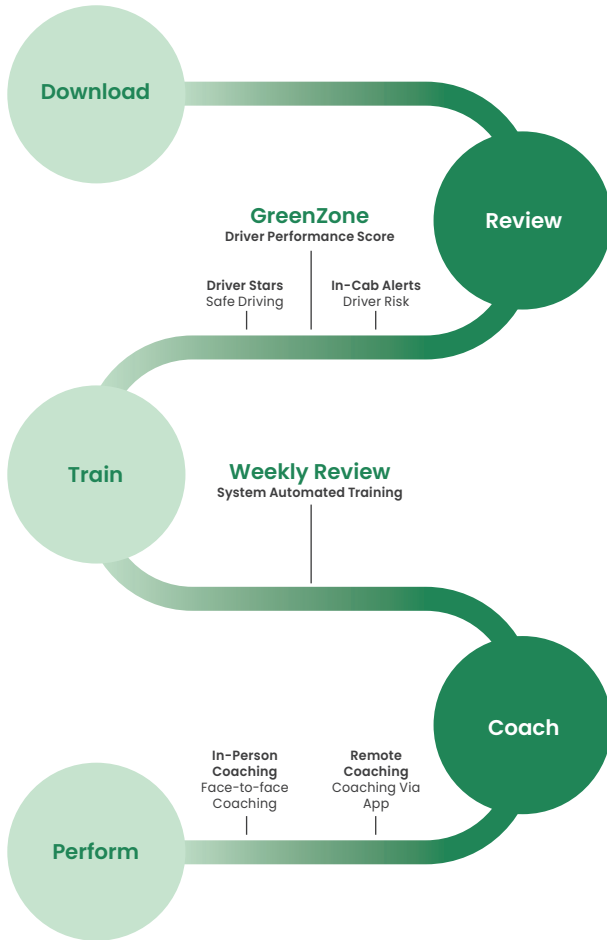 Download
Review
GreenZone
Driver Performance Score
Driver Stars
Safe Driving
In-Cab Alerts
Driver Risk
Train
Weekly Review
System Automated Training
Coach
In-Person
Coaching
Face-to-face
Coaching
Remote
Coaching
Coaching Via
App
Perform